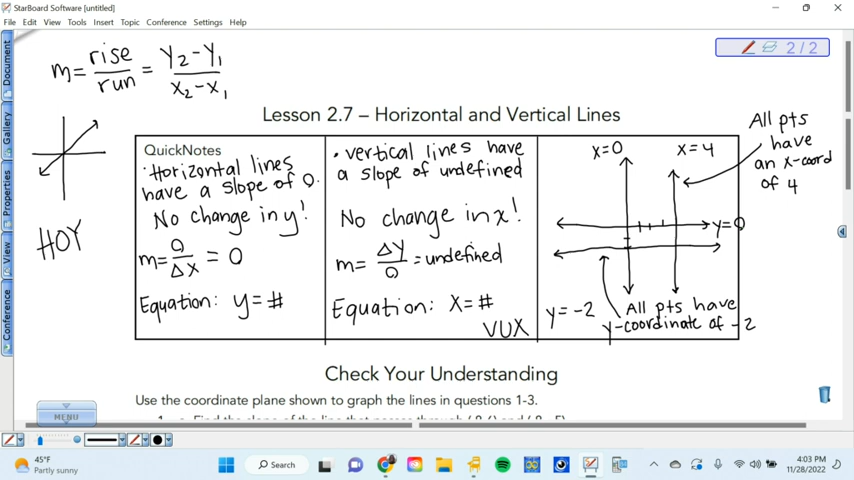 StarBoard Software
File Edit View Tools Insert Topic Conference Settings Help
2/2
Document
Gallery
Properties
View
Conference
m= rise/run = Y₂-Y₁/X₂-X₁
Lesson 2.7 – Horizontal and Vertical Lines
HOY
QuickNotes
· Horizontal lines
have a slope of 0.
No change in y!
m= 0/ΔX = 0
Equation: y=#
· vertical lines have
a slope of undefined
No change in x!
m= ΔY/0 = undefined
Equation: X=#
VUX
x=0
x=4
y=0
y=-2
All pts have
y-coordinate of -2
All pts
have
an x-coord
of 4
Check Your Understanding
Use the coordinate plane shown to graph the lines in questions 1-3.
MENU
45°F
Partly sunny
Search
4:03 PM
11/28/2022